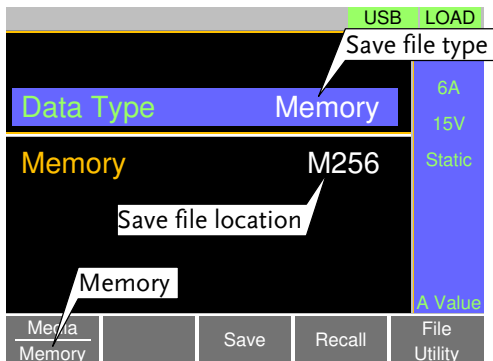 USB LOAD
Save file type
6A
Data Type Memory
15V
Memory M256 Static
Save file location
Memory
A Value
Media Save Recall File
Memory Utility